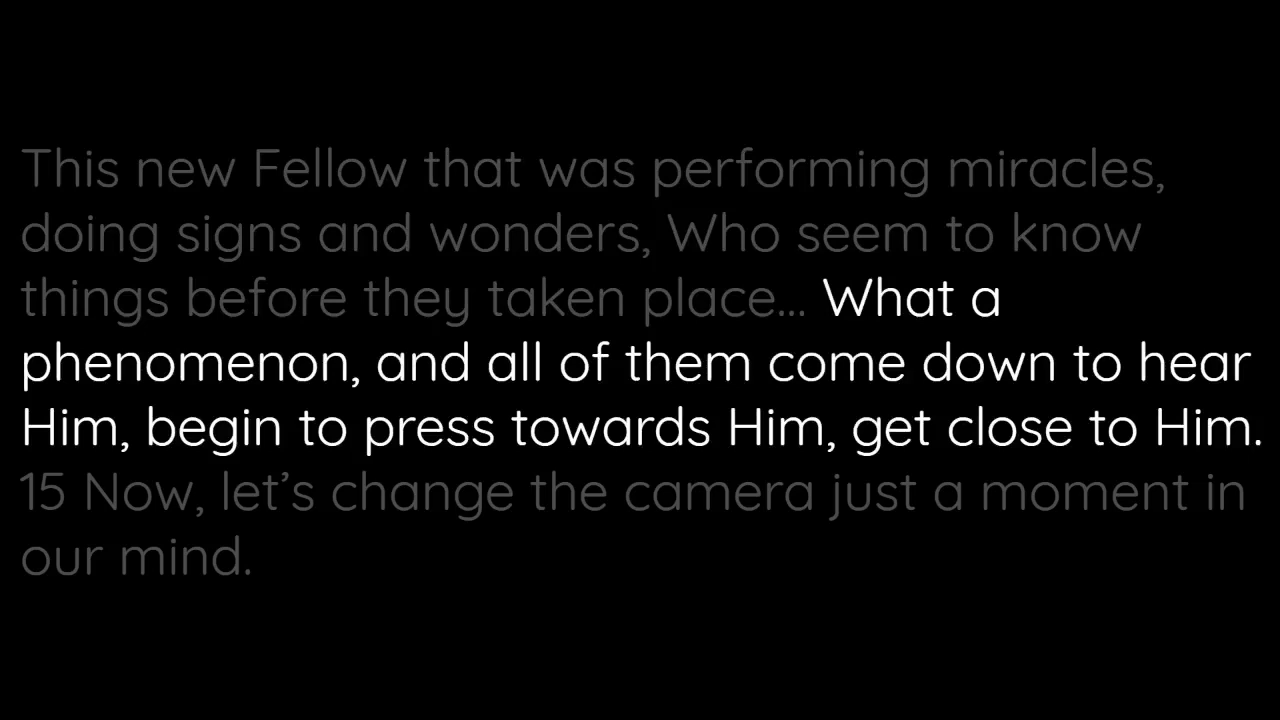 This new Fellow that was performing miracles,
doing signs and wonders, Who seem to know
things before they taken place... What a
phenomenon, and all of them come down to hear
Him, begin to press towards Him, get close to Him.
15 Now, let’s change the camera just a moment in
our mind.